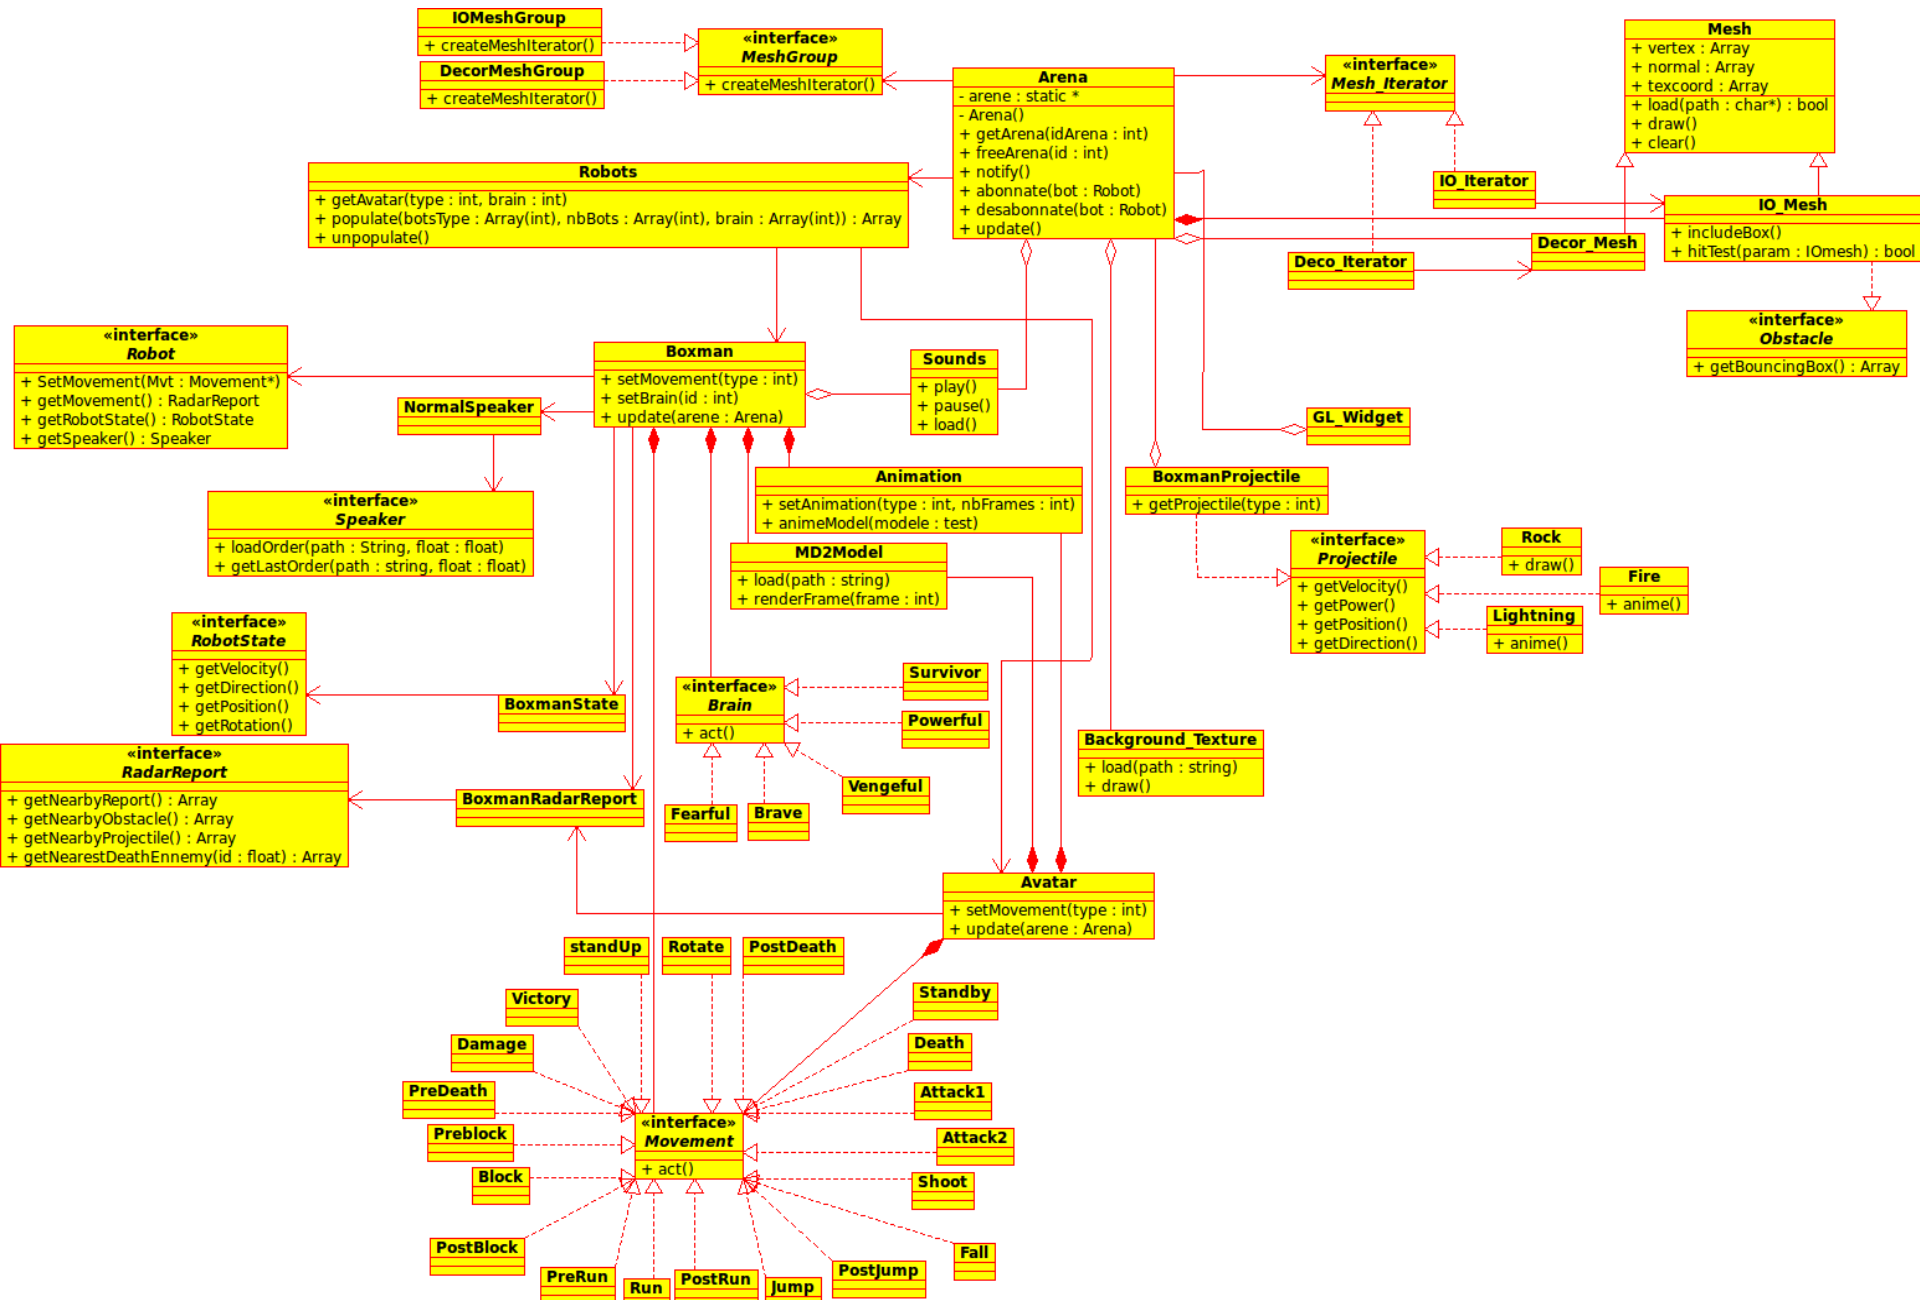 IOMeshGroup
+ createMeshIterator()
DecorMeshGroup
+ createMeshIterator()
«interface»
MeshGroup
+ createMeshIterator()
Arena
- arene : static *
- Arena()
+ getArena(idArena : int)
+ freeArena(id : int)
+ notify()
+ abonnate(bot : Robot)
+ desabonnate(bot : Robot)
+ update()
«interface»
Mesh_Iterator
Mesh
+ vertex : Array
+ normal : Array
+ texcoord : Array
+ load(path : char*) : bool
+ draw()
+ clear()
IO_Iterator
IO_Mesh
+ includeBox()
+ hitTest(param : IOmesh) : bool
Decor_Mesh
Deco_Iterator
«interface»
Obstacle
+ getBouncingBox() : Array
Robots
+ getAvatar(type : int, brain : int)
+ populate(botsType : Array(int), nbBots : Array(int), brain : Array(int)) : Array
+ unpopulate()
«interface»
Robot
+ SetMovement(Mvt : Movement*)
+ getMovement() : RadarReport
+ getRobotState() : RobotState
+ getSpeaker() : Speaker
Boxman
+ setMovement(type : int)
+ setBrain(id : int)
+ update(arene : Arena)
Sounds
+ play()
+ pause()
+ load()
NormalSpeaker
GL_Widget
«interface»
Speaker
+ loadOrder(path : String, float : float)
+ getLastOrder(path : string, float : float)
Animation
+ setAnimation(type : int, nbFrames : int)
+ animeModel(modele : test)
MD2Model
+ load(path : string)
+ renderFrame(frame : int)
BoxmanProjectile
+ getProjectile(type : int)
«interface»
Projectile
+ getVelocity()
+ getPower()
+ getPosition()
+ getDirection()
Rock
+ draw()
Fire
+ anime()
Lightning
+ anime()
«interface»
RobotState
+ getVelocity()
+ getDirection()
+ getPosition()
+ getRotation()
BoxmanState
«interface»
Brain
+ act()
Survivor
Powerful
Vengeful
Fearful
Brave
Background_Texture
+ load(path : string)
+ draw()
«interface»
RadarReport
+ getNearbyReport() : Array
+ getNearbyObstacle() : Array
+ getNearbyProjectile() : Array
+ getNearestDeathEnnemy(id : float) : Array
BoxmanRadarReport
Avatar
+ setMovement(type : int)
+ update(arene : Arena)
standUp
Rotate
PostDeath
Victory
Standby
Damage
Death
PreDeath
Attack1
«interface»
Movement
+ act()
Preblock
Attack2
Block
Shoot
PostBlock
Fall
PreRun
Run
PostRun
Jump
PostJump